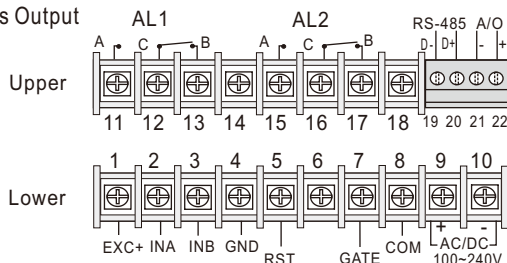 s Output AL1 AL2 RS-485 A/O
A C B A C B D- D+ - +
Upper
11 12 13 14 15 16 17 18 19 20 21 22
1 2 3 4 5 6 7 8 9 10
Lower
+ -
EXC+ INA INB GND RST GATE COM AC/DC
100~240V